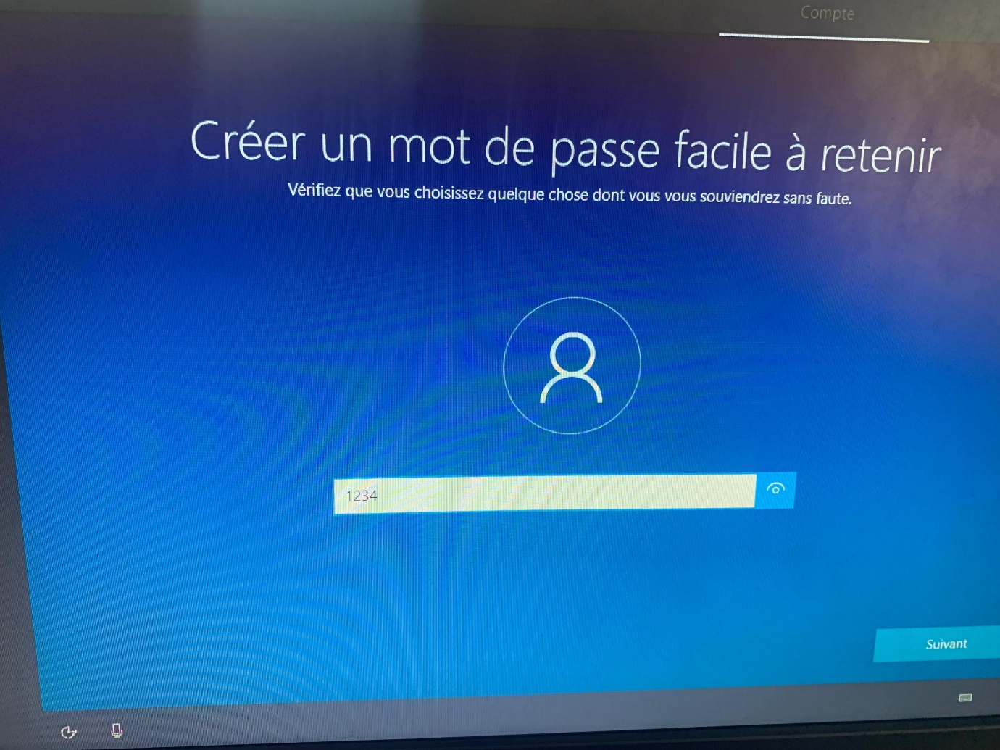 Compte
Créer un mot de passe facile à retenir
Vérifiez que vous choisissez quelque chose dont vous vous souviendrez sans faute.
1234
Suivant